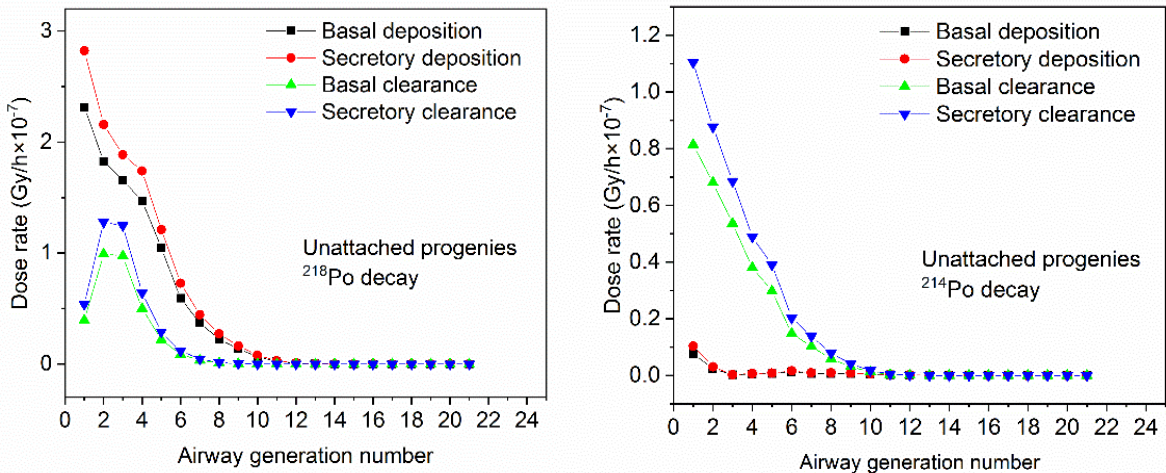 Dose rate (Gy/h×10⁻⁷)
3
2
1
0
Basal deposition
Secretory deposition
Basal clearance
Secretory clearance
Unattached progenies
²¹⁸Po decay
0 2 4 6 8 10 12 14 16 18 20 22 24
Airway generation number
Dose rate (Gy/h×10⁻⁷)
1.2
1.0
0.8
0.6
0.4
0.2
0.0
Basal deposition
Secretory deposition
Basal clearance
Secretory clearance
Unattached progenies
²¹⁴Po decay
0 2 4 6 8 10 12 14 16 18 20 22 24
Airway generation number